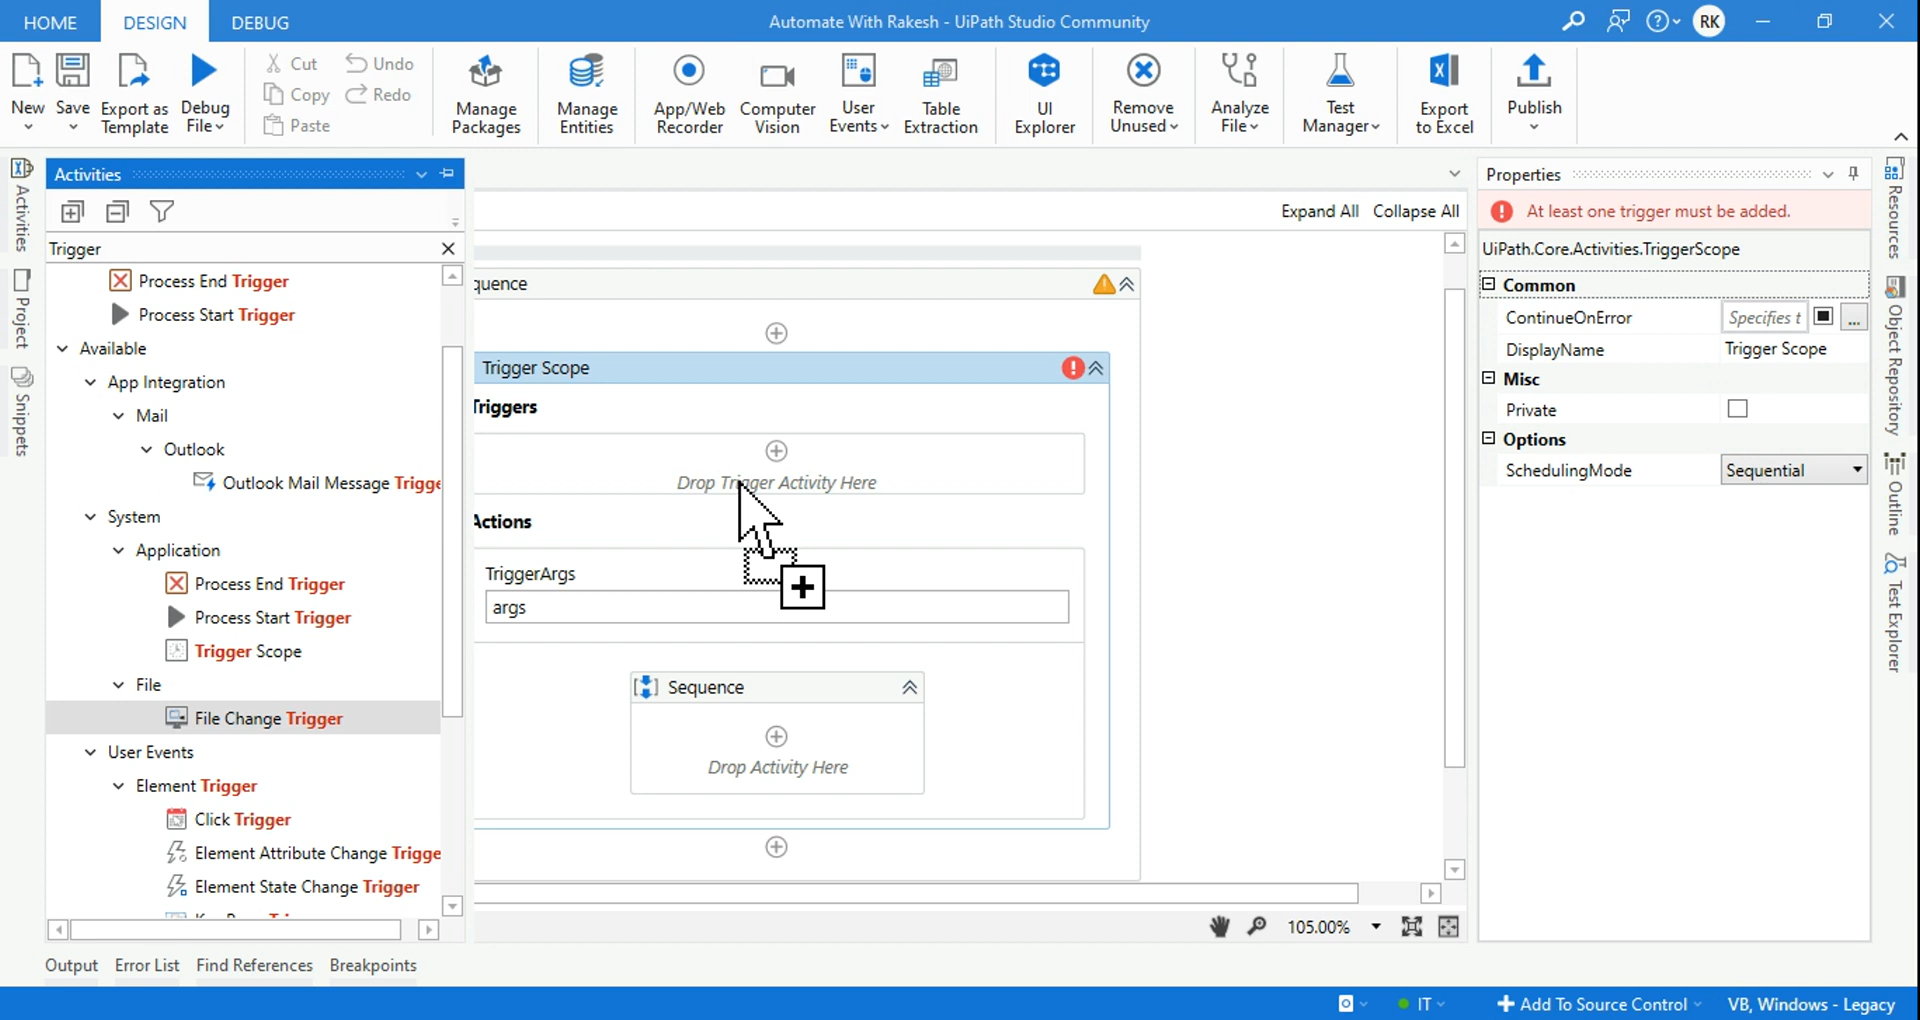 HOME DESIGN DEBUG Automate With Rakesh - UiPath Studio Community RK
New Save Export as Template Debug File Cut Copy Paste Undo Redo Manage Packages Manage Entities App/Web Recorder Computer Vision User Events Table Extraction UI Explorer Remove Unused Analyze File Test Manager Export to Excel Publish
Activities
Project
Snippets
Activities
Trigger
Process End Trigger
Process Start Trigger
Available
App Integration
Mail
Outlook
Outlook Mail Message Trigge
System
Application
Process End Trigger
Process Start Trigger
Trigger Scope
File
File Change Trigger
User Events
Element Trigger
Click Trigger
Element Attribute Change Trigge
Element State Change Trigger
Expand All Collapse All
quence
Trigger Scope
Triggers
Drop Trigger Activity Here
Actions
TriggerArgs
args
Sequence
Drop Activity Here
105.00%
Properties
At least one trigger must be added.
UiPath.Core.Activities.TriggerScope
Common
ContinueOnError Specifies t ...
DisplayName Trigger Scope
Misc
Private
Options
SchedulingMode Sequential
Resources
Object Repository
Outline
Test Explorer
Output Error List Find References Breakpoints
IT Add To Source Control VB, Windows - Legacy